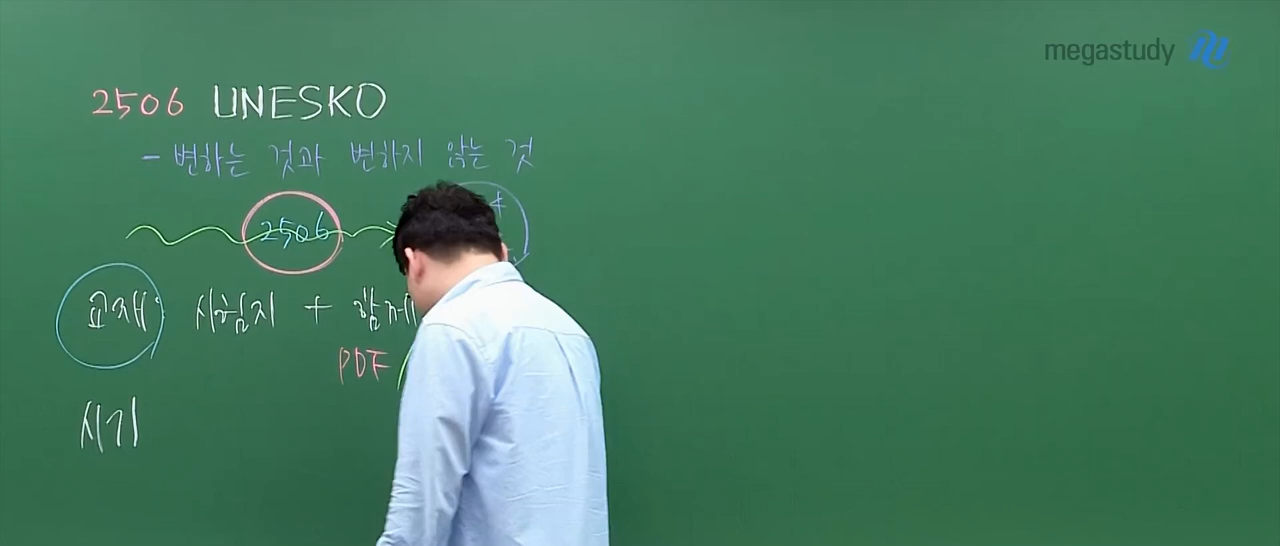 megastudy
2506 UNESKO
- 변하는 것과 변하지 않는 것
2506
교재 시험지 + 함께
PDF
시기